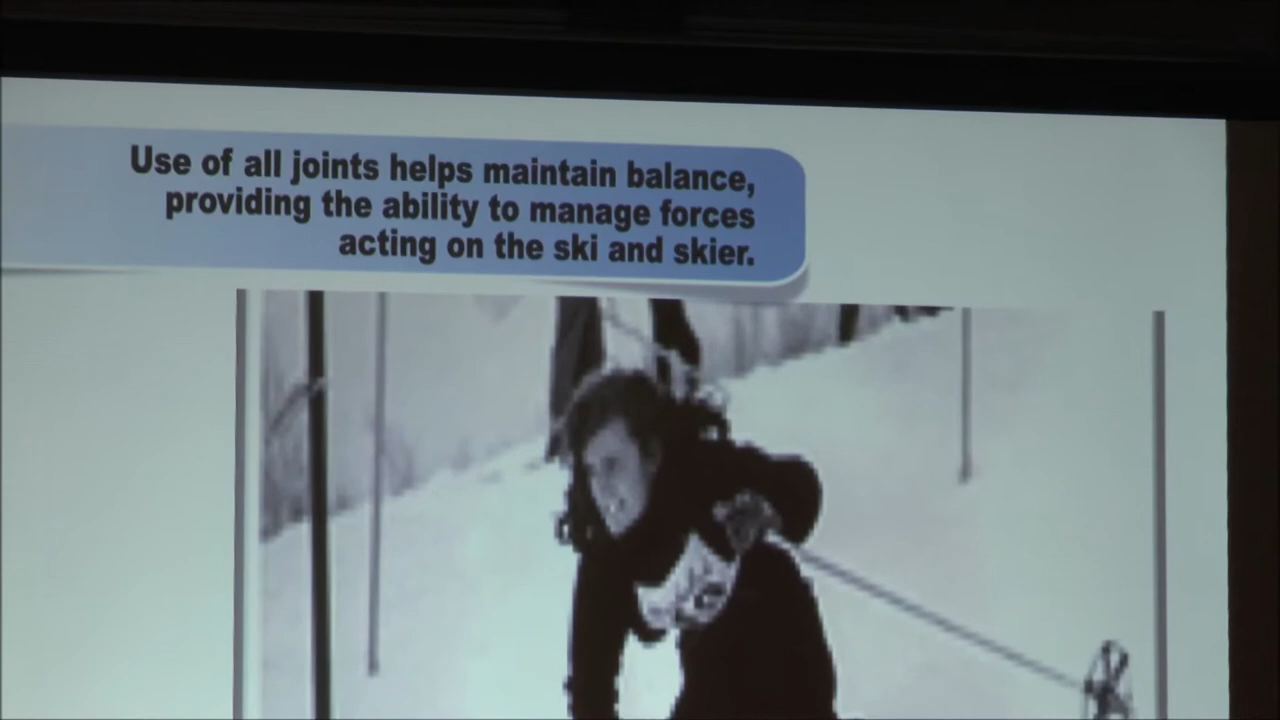 Use of all joints helps maintain balance,
providing the ability to manage forces
acting on the ski and skier.